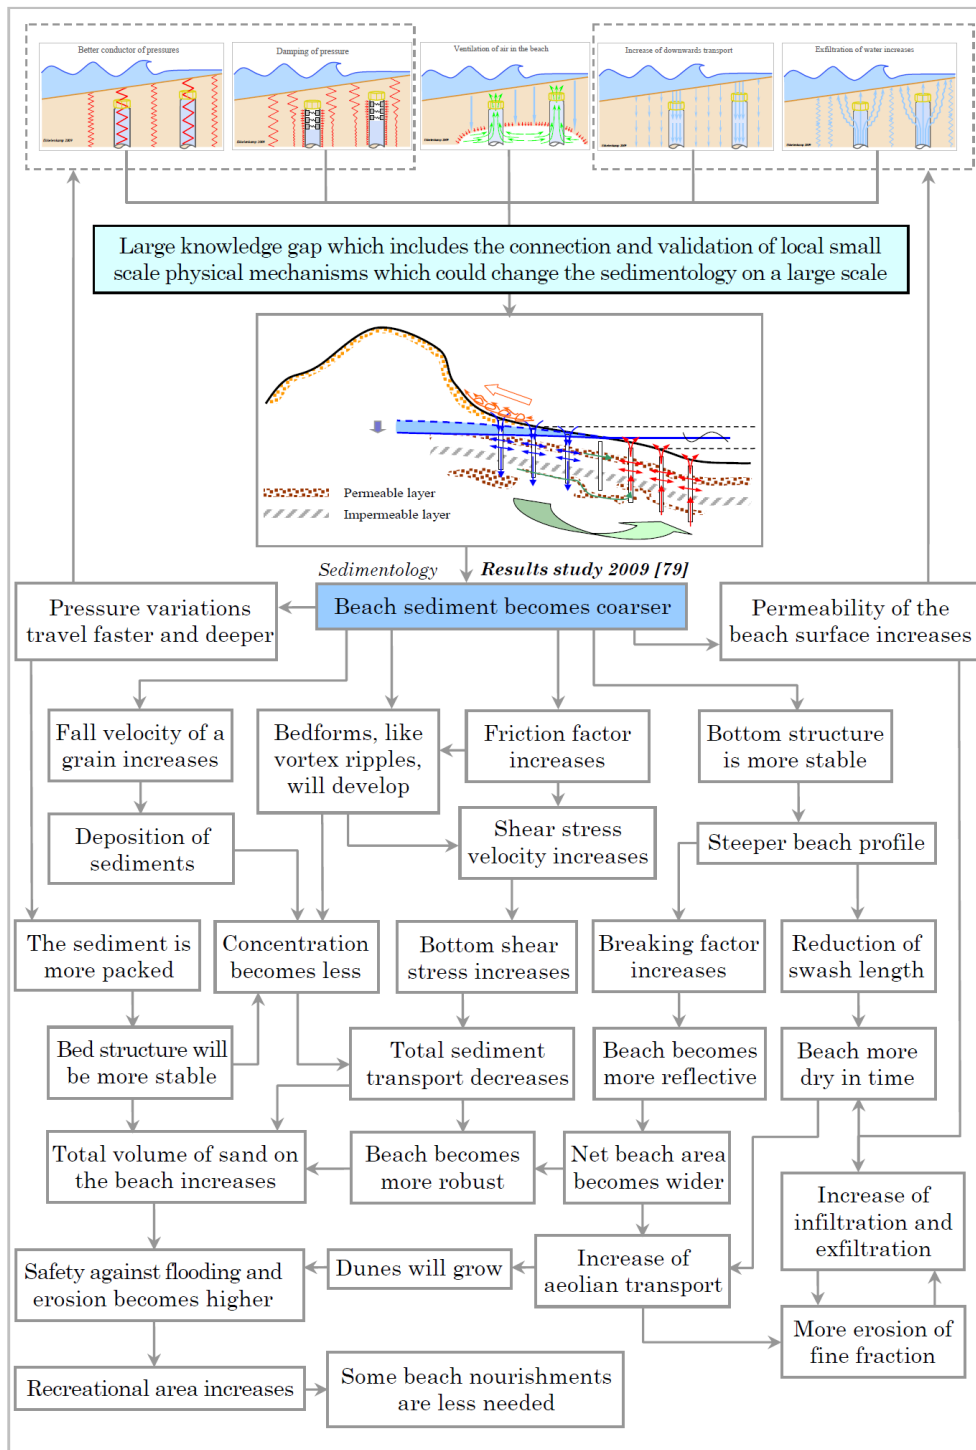 Better conductor of pressures
Damping of pressure
Ventilation of air in the beach
Increase of downwards transport
Exfiltration of water increases
Large knowledge gap which includes the connection and validation of local small
scale physical mechanisms which could change the sedimentology on a large scale
Permeable layer
Impermeable layer
Sedimentology
Results study 2009 [79]
Pressure variations
travel faster and deeper
Beach sediment becomes coarser
Permeability of the
beach surface increases
Fall velocity of a
grain increases
Bedforms, like
vortex ripples,
will develop
Friction factor
increases
Bottom structure
is more stable
Deposition of
sediments
Shear stress
velocity increases
Steeper beach profile
The sediment is
more packed
Concentration
becomes less
Bottom shear
stress increases
Breaking factor
increases
Reduction of
swash length
Bed structure will
be more stable
Total sediment
transport decreases
Beach becomes
more reflective
Beach more
dry in time
Total volume of sand on
the beach increases
Beach becomes
more robust
Net beach area
becomes wider
Increase of
infiltration and
exfiltration
Safety against flooding and
erosion becomes higher
Dunes will grow
Increase of
aeolian transport
More erosion of
fine fraction
Recreational area increases
Some beach nourishments
are less needed